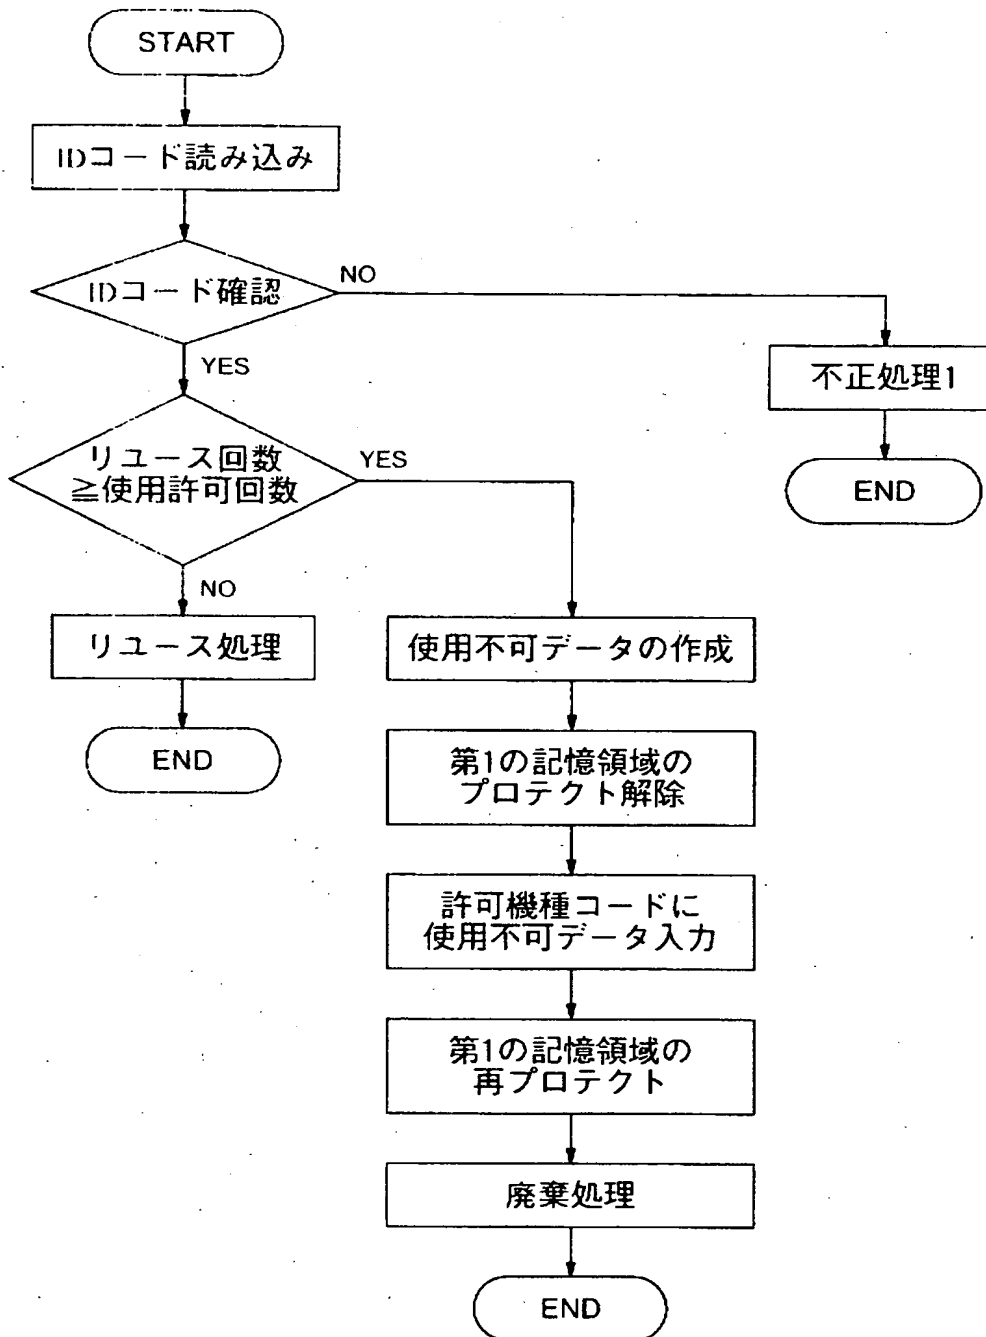 START
IDコード読み込み
IDコード確認
NO
YES
不正処理1
END
リユース回数
≧使用許可回数
YES
NO
リユース処理
END
使用不可データの作成
第1の記憶領域の
プロテクト解除
許可機種コードに
使用不可データ入力
第1の記憶領域の
再プロテクト
廃棄処理
END